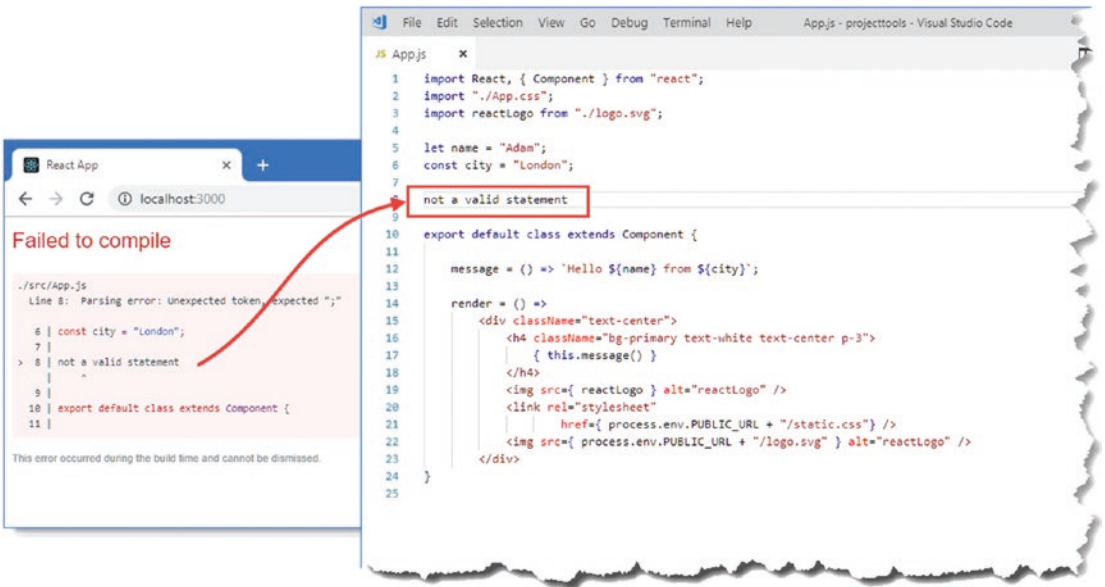 React App
localhost:3000
Failed to compile
./src/App.js
Line 8: Parsing error: Unexpected token, expected ";"
6 | const city = "London";
7 |
> 8 | not a valid statement
| ^
9 |
10 | export default class extends Component {
11 |
This error occurred during the build time and cannot be dismissed.
File Edit Selection View Go Debug Terminal Help App.js - projecttools - Visual Studio Code
JS App.js
1 import React, { Component } from "react";
2 import "./App.css";
3 import reactLogo from "./logo.svg";
4
5 let name = "Adam";
6 const city = "London";
7
not a valid statement
9
10 export default class extends Component {
11
12 message = () => `Hello ${name} from ${city}`;
13
14 render = () =>
15 <div className="text-center">
16 <h4 className="bg-primary text-white text-center p-3">
17 { this.message() }
18 </h4>
19 <img src={ reactLogo } alt="reactLogo" />
20 <link rel="stylesheet"
21 href={ process.env.PUBLIC_URL + "/static.css"} />
22 <img src={ process.env.PUBLIC_URL + "/logo.svg" } alt="reactLogo" />
23 </div>
24 }
25